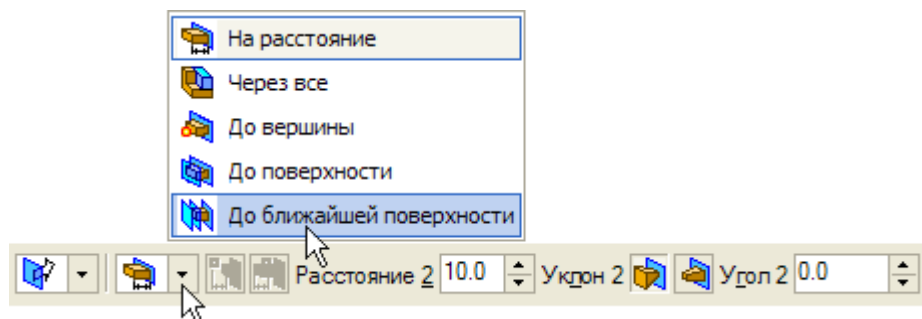 На расстояние
Через все
До вершины
До поверхности
До ближайшей поверхности
Расстояние 2 10.0 Уклон 2 Угол 2 0.0